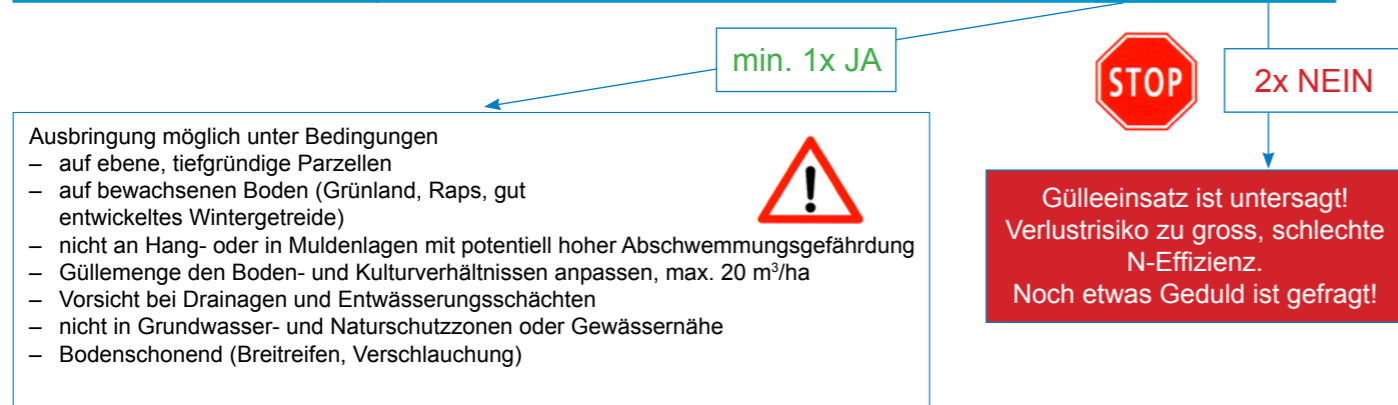 min. 1x JA
STOP
2x NEIN
Ausbringung möglich unter Bedingungen
– auf ebene, tiefgründige Parzellen
– auf bewachsenen Boden (Grünland, Raps, gut
entwickeltes Wintergetreide)
– nicht an Hang- oder in Muldenlagen mit potentiell hoher Abschwemmungsgefährdung
– Güllemenge den Boden- und Kulturverhältnissen anpassen, max. 20 m³/ha
– Vorsicht bei Drainagen und Entwässerungsschächten
– nicht in Grundwasser- und Naturschutzzonen oder Gewässernähe
– Bodenschonend (Breitreifen, Verschlauchung)
Gülleeinsatz ist untersagt!
Verlustrisiko zu gross, schlechte
N-Effizienz.
Noch etwas Geduld ist gefragt!